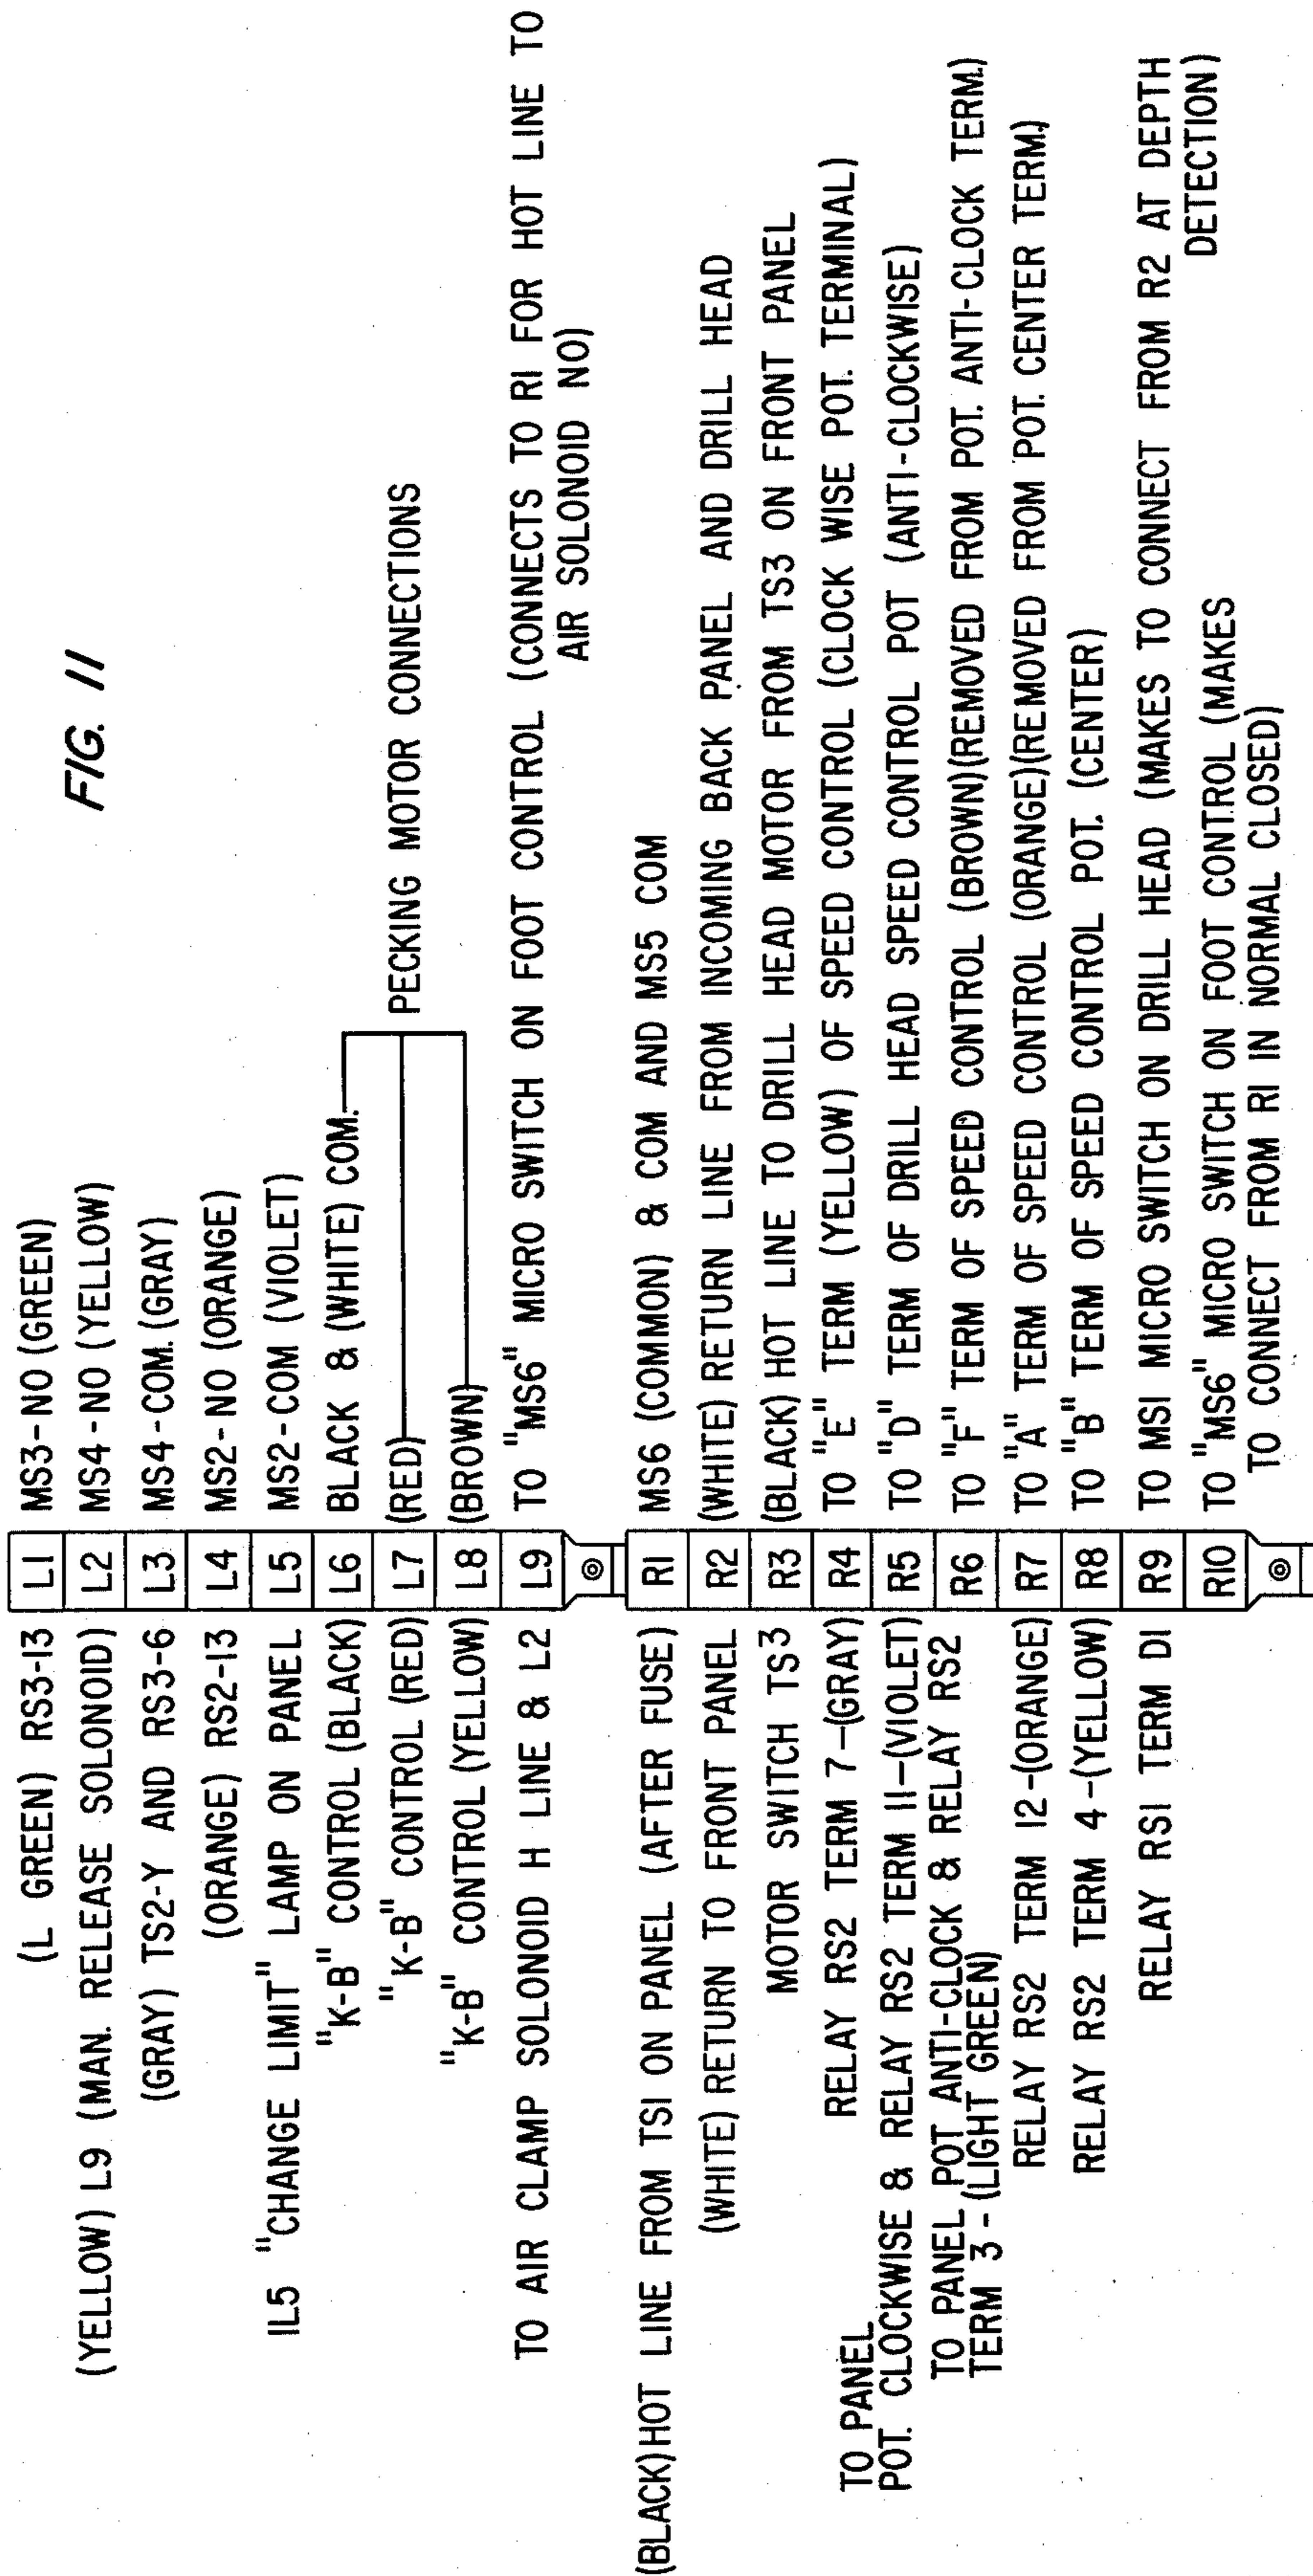 FIG. 11
(L GREEN) RS3-13 L1 MS3-NO (GREEN)
(YELLOW) L9 (MAN. RELEASE SOLONOID) L2 MS4-NO (YELLOW)
(GRAY) TS2-Y AND RS3-6 L3 MS4-COM. (GRAY)
(ORANGE) RS2-13 L4 MS2-NO (ORANGE)
IL5 "CHANGE LIMIT" LAMP ON PANEL L5 MS2-COM (VIOLET)
"K-B" CONTROL (BLACK) L6 BLACK & (WHITE) COM.
"K-B" CONTROL (RED) L7 (RED) PECKING MOTOR CONNECTIONS
"K-B" CONTROL (YELLOW) L8 (BROWN)
TO AIR CLAMP SOLONOID H LINE & L2 L9 TO "MS6" MICRO SWITCH ON FOOT CONTROL (CONNECTS TO R1 FOR HOT LINE TO
AIR SOLONOID NO)
(BLACK) HOT LINE FROM TS1 ON PANEL (AFTER FUSE) R1 MS6 (COMMON) & COM AND MS5 COM
(WHITE) RETURN TO FRONT PANEL R2 (WHITE) RETURN LINE FROM INCOMING BACK PANEL AND DRILL HEAD
MOTOR SWITCH TS3 R3 (BLACK) HOT LINE TO DRILL HEAD MOTOR FROM TS3 ON FRONT PANEL
RELAY RS2 TERM 7-(GRAY) R4 TO "E" TERM (YELLOW) OF SPEED CONTROL (CLOCK WISE POT. TERMINAL)
TO PANEL
POT. CLOCKWISE & RELAY RS2 TERM 11-(VIOLET) R5 TO "D" TERM OF DRILL HEAD SPEED CONTROL POT (ANTI-CLOCKWISE)
TO PANEL POT ANTI-CLOCK & RELAY RS2 R6 TO "F" TERM OF SPEED CONTROL (BROWN)(REMOVED FROM POT. ANTI-CLOCK TERM.)
TERM 3-(LIGHT GREEN)
RELAY RS2 TERM 12-(ORANGE) R7 TO "A" TERM OF SPEED CONTROL (ORANGE)(REMOVED FROM POT. CENTER TERM.)
RELAY RS2 TERM 4-(YELLOW) R8 TO "B" TERM OF SPEED CONTROL POT. (CENTER)
RELAY RS1 TERM D1 R9 TO MS1 MICRO SWITCH ON DRILL HEAD (MAKES TO CONNECT FROM R2 AT DEPTH
DETECTION)
R10 TO "MS6" MICRO SWITCH ON FOOT CONTROL (MAKES
TO CONNECT FROM R1 IN NORMAL CLOSED)